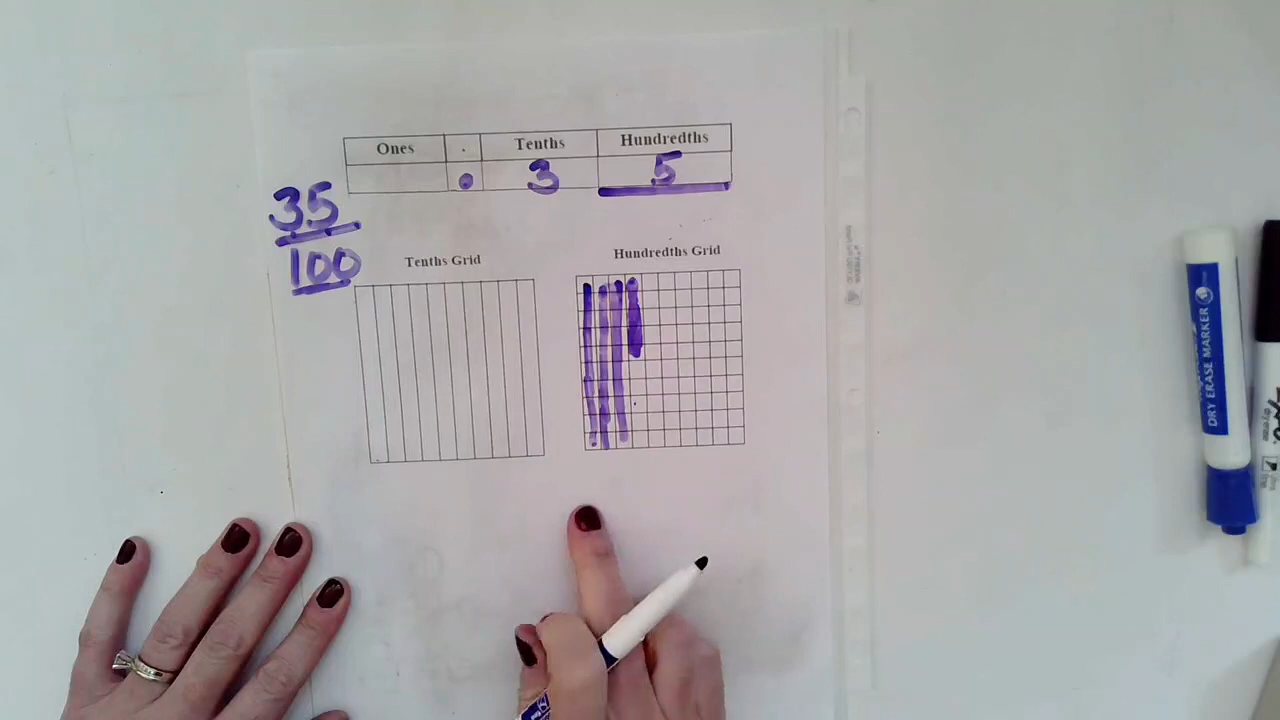 Ones . Tenths Hundredths
. 3 5
35
100
Tenths Grid
Hundredths Grid
DRY ERASE MARKER